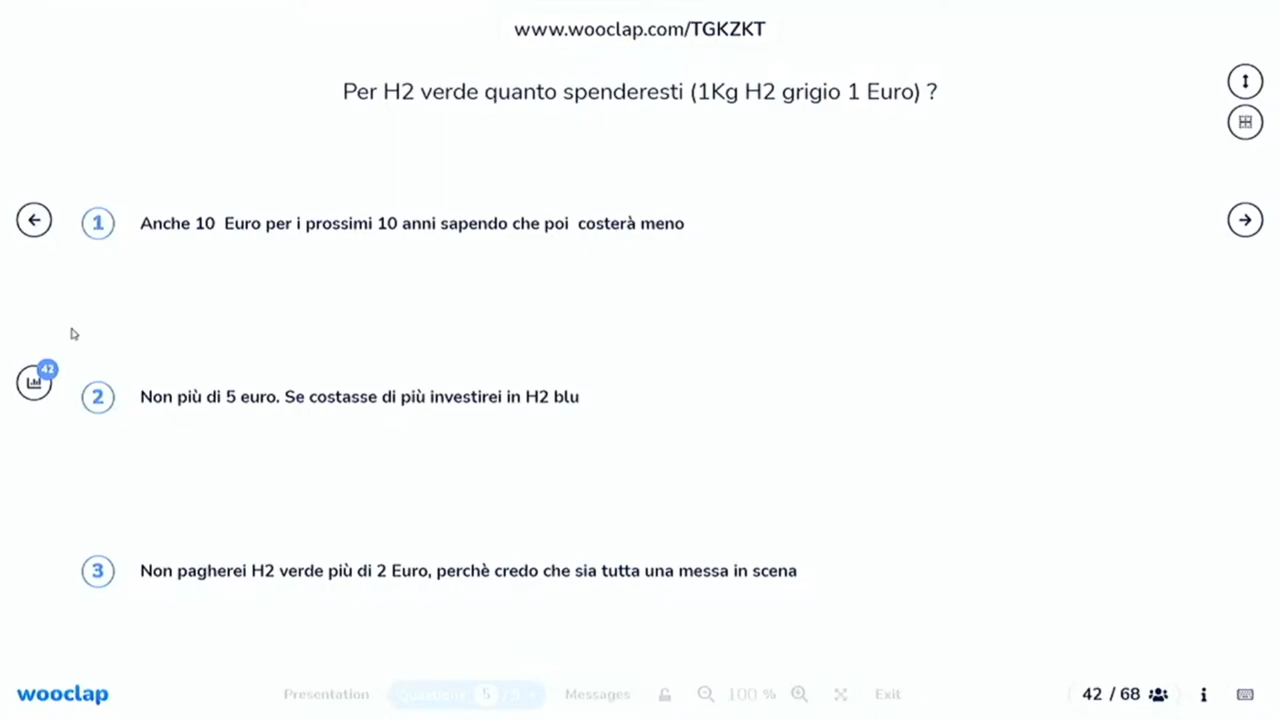 www.wooclap.com/TGKZKT
Per H2 verde quanto spenderesti (1Kg H2 grigio 1 Euro) ?
1 Anche 10 Euro per i prossimi 10 anni sapendo che poi costerà meno
42
2 Non più di 5 euro. Se costasse di più investirei in H2 blu
3 Non pagherei H2 verde più di 2 Euro, perchè credo che sia tutta una messa in scena
wooclap Presentation Questions 5 Messages 100 % Exit 42 / 68